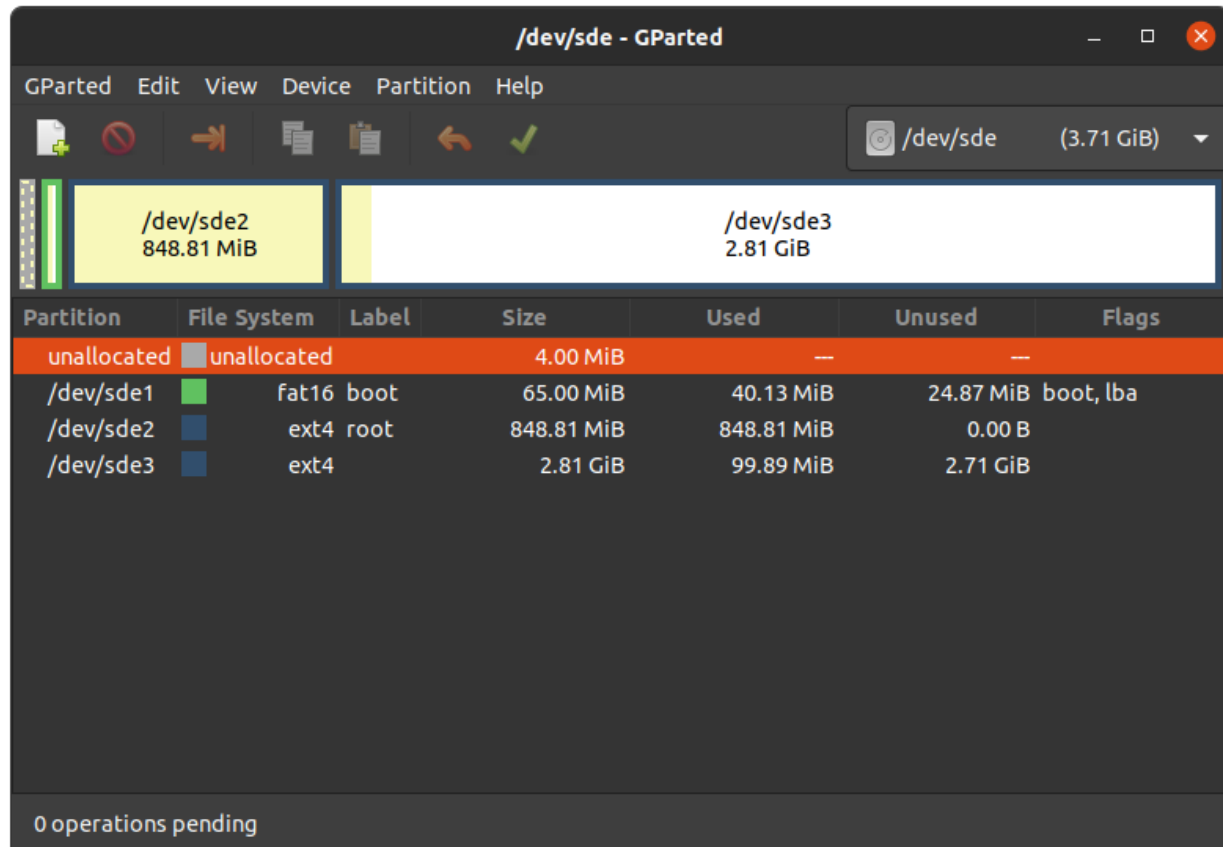 /dev/sde - GParted
GParted Edit View Device Partition Help
/dev/sde (3.71 GiB)
/dev/sde2 /dev/sde3
848.81 MiB 2.81 GiB
Partition File System Label Size Used Unused Flags
unallocated unallocated 4.00 MiB --- ---
/dev/sde1 fat16 boot 65.00 MiB 40.13 MiB 24.87 MiB boot, lba
/dev/sde2 ext4 root 848.81 MiB 848.81 MiB 0.00 B
/dev/sde3 ext4 2.81 GiB 99.89 MiB 2.71 GiB
0 operations pending